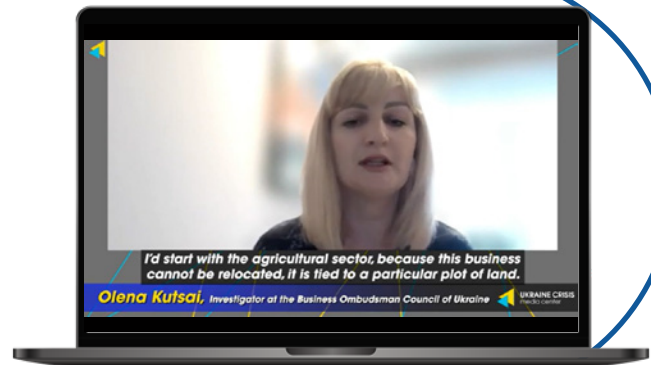 I'd start with the agricultural sector, because this business
cannot be relocated, it is tied to a particular plot of land.
Olena Kutsai, Investigator at the Business Ombudsman Council of Ukraine
UKRAINE CRISIS
media center